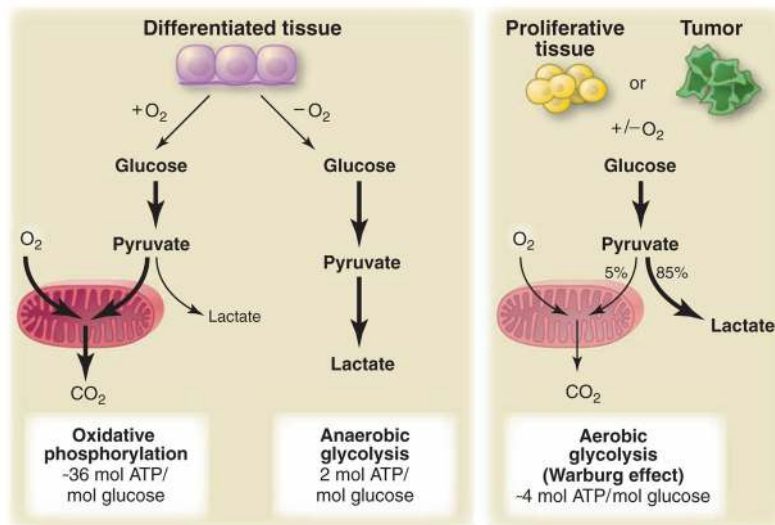 Differentiated tissue
+O₂
−O₂
Glucose
Glucose
O₂
Pyruvate
Pyruvate
Lactate
Lactate
CO₂
Oxidative
phosphorylation
~36 mol ATP/
mol glucose
Anaerobic
glycolysis
2 mol ATP/
mol glucose
Proliferative
tissue
or
Tumor
+/−O₂
Glucose
O₂
Pyruvate
5%
85%
Lactate
CO₂
Aerobic
glycolysis
(Warburg effect)
~4 mol ATP/mol glucose